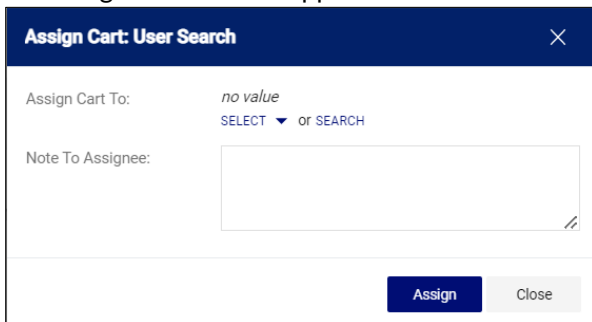 Assign Cart: User Search
Assign Cart To:
no value
SELECT or SEARCH
Note To Assignee:
Assign Close